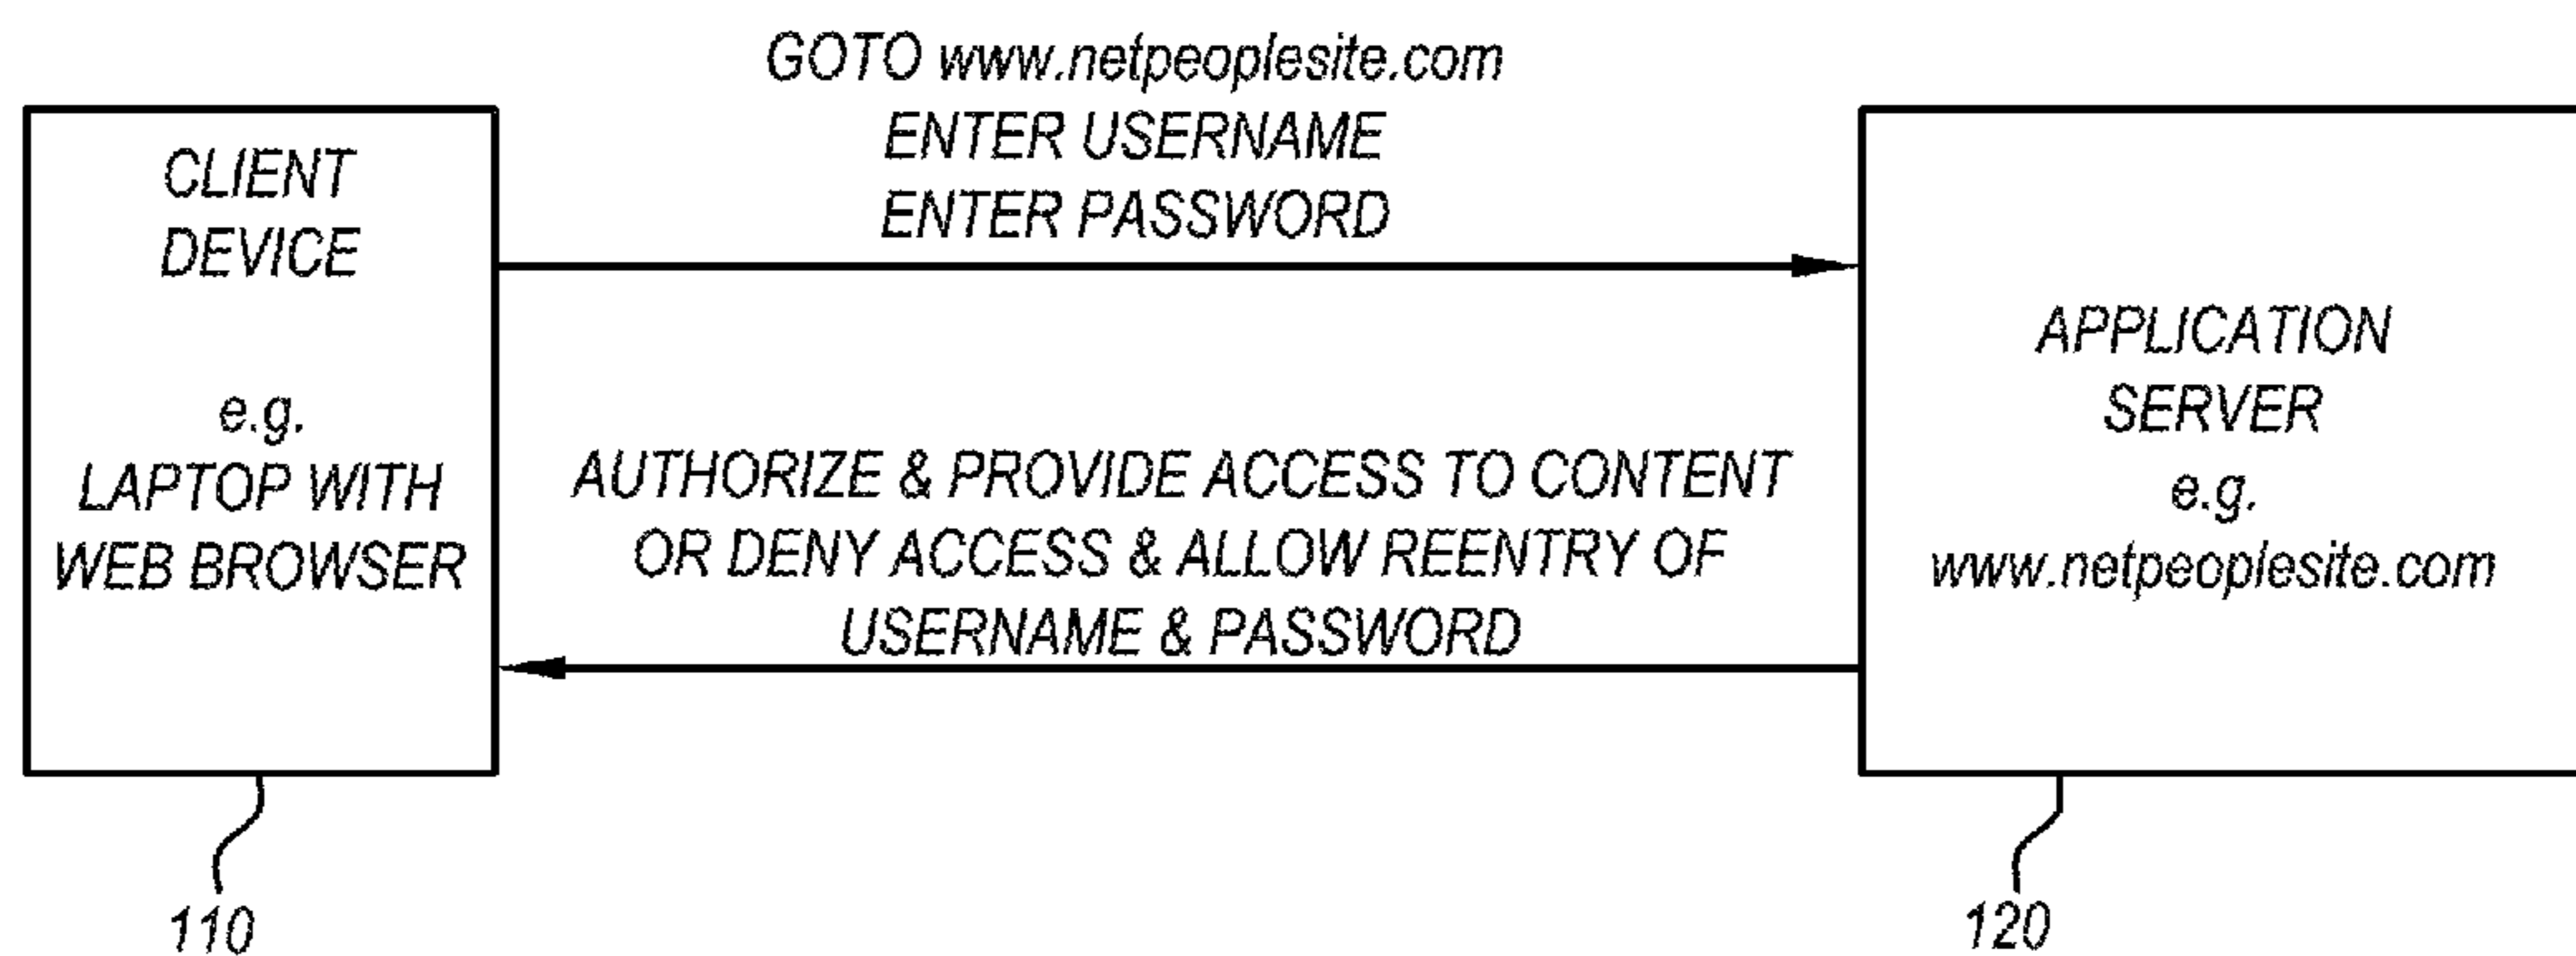 GOTO www.netpeoplesite.com
ENTER USERNAME
ENTER PASSWORD
CLIENT
DEVICE
e.g.
LAPTOP WITH
WEB BROWSER
AUTHORIZE & PROVIDE ACCESS TO CONTENT
OR DENY ACCESS & ALLOW REENTRY OF
USERNAME & PASSWORD
APPLICATION
SERVER
e.g.
www.netpeoplesite.com
110
120